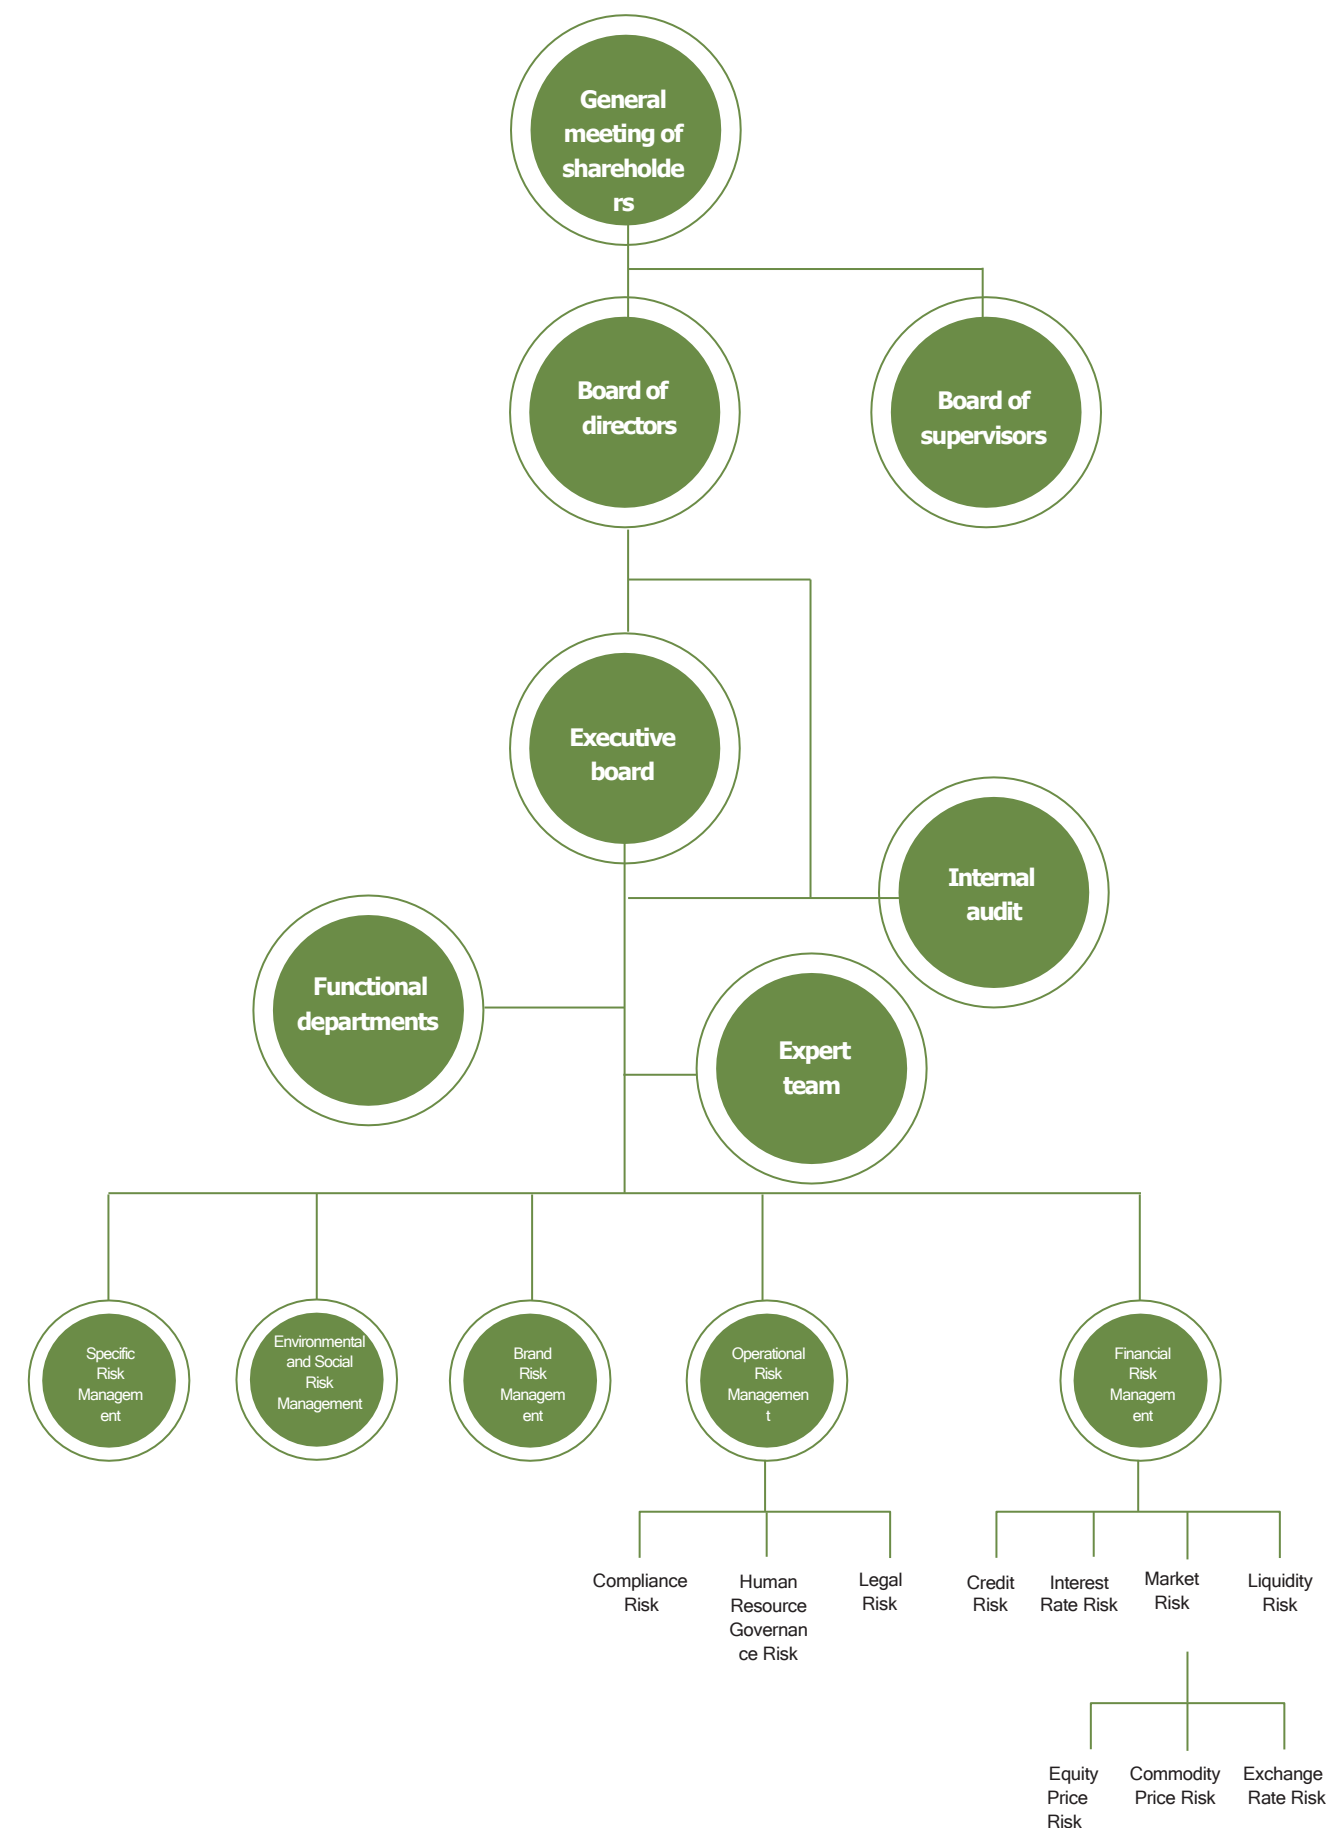 General
meeting of
shareholde
rs
Board of
directors
Board of
supervisors
Executive
board
Internal
audit
Functional
departments
Expert
team
Specific
Risk
Managem
ent
Environmental
and Social
Risk
Management
Brand
Risk
Managem
ent
Operational
Risk
Managemen
t
Financial
Risk
Managem
ent
Compliance
Risk
Human
Resource
Governan
ce Risk
Legal
Risk
Credit
Risk
Interest
Rate Risk
Market
Risk
Liquidity
Risk
Equity
Price
Risk
Commodity
Price Risk
Exchange
Rate Risk